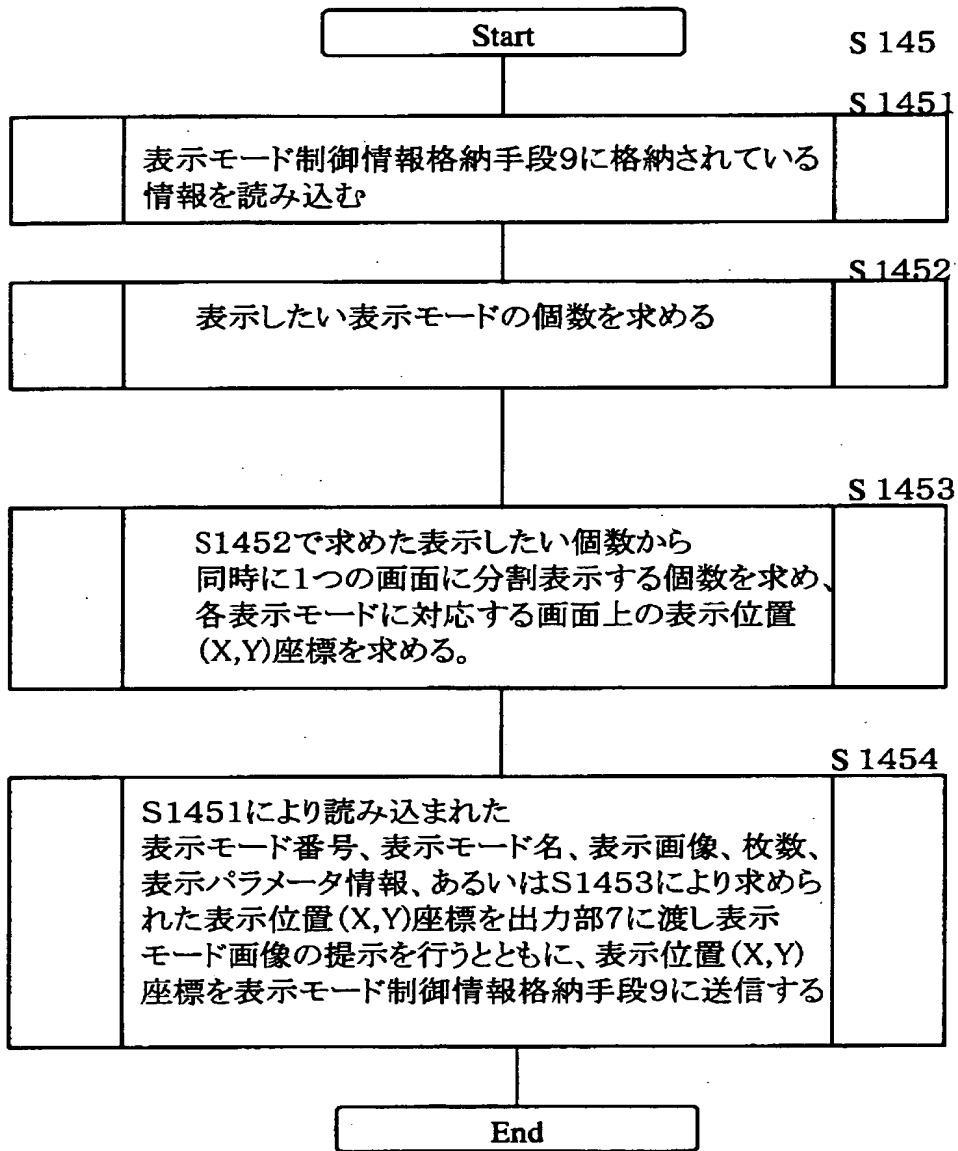 Start
S 145
S 1451
表示モード制御情報格納手段9に格納されている
情報を読み込む
S 1452
表示したい表示モードの個数を求める
S 1453
S1452で求めた表示したい個数から
同時に1つの画面に分割表示する個数を求め、
各表示モードに対応する画面上の表示位置
(X,Y)座標を求める。
S 1454
S1451により読み込まれた
表示モード番号、表示モード名、表示画像、枚数、
表示パラメータ情報、あるいはS1453により求めら
れた表示位置(X,Y)座標を出力部7に渡し表示
モード画像の提示を行うとともに、表示位置(X,Y)
座標を表示モード制御情報格納手段9に送信する
End